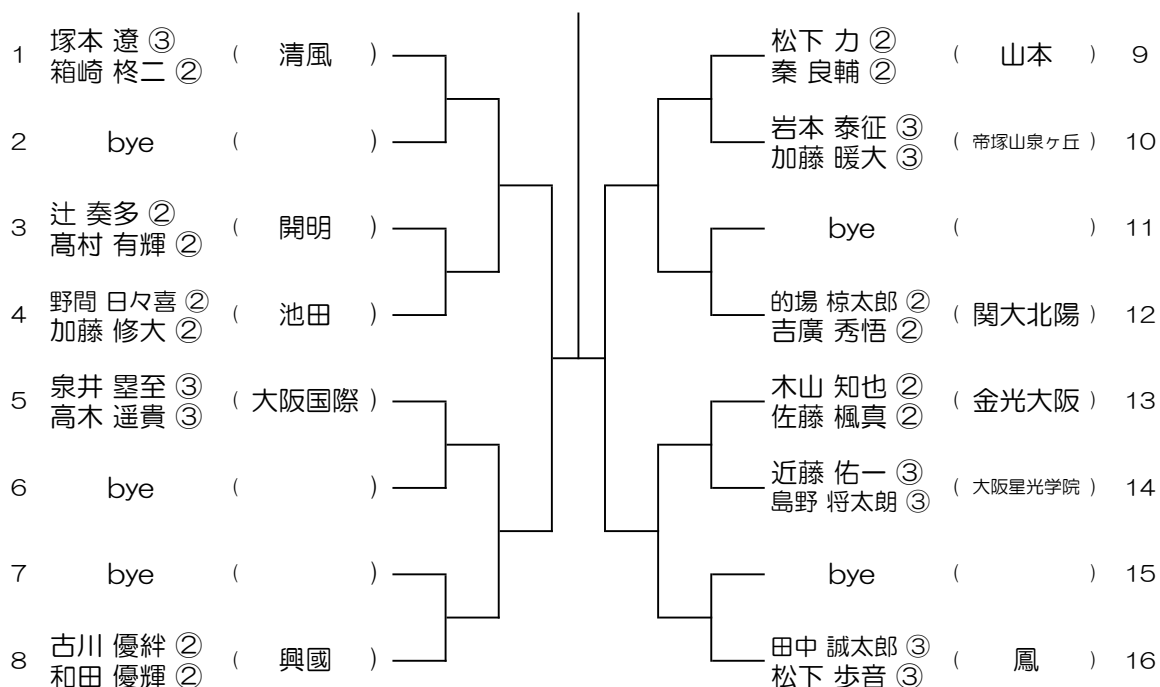 1 塚本 遼 ③
箱崎 柊二 ② ( 清風 )
2 bye ( )
3 辻 奏多 ②
髙村 有輝 ② ( 開明 )
4 野間 日々喜 ②
加藤 修大 ② ( 池田 )
5 泉井 塁至 ③
高木 遥貴 ③ ( 大阪国際 )
6 bye ( )
7 bye ( )
8 古川 優絆 ②
和田 優輝 ② ( 興國 )
松下 力 ②
秦 良輔 ② ( 山本 ) 9
岩本 泰征 ③
加藤 暖大 ③ ( 帝塚山泉ヶ丘 ) 10
bye ( ) 11
的場 椋太郎 ②
吉廣 秀悟 ② ( 関大北陽 ) 12
木山 知也 ②
佐藤 楓真 ② ( 金光大阪 ) 13
近藤 佑一 ③
島野 将太朗 ③ ( 大阪星光学院 ) 14
bye ( ) 15
田中 誠太郎 ③
松下 歩音 ③ ( 鳳 ) 16